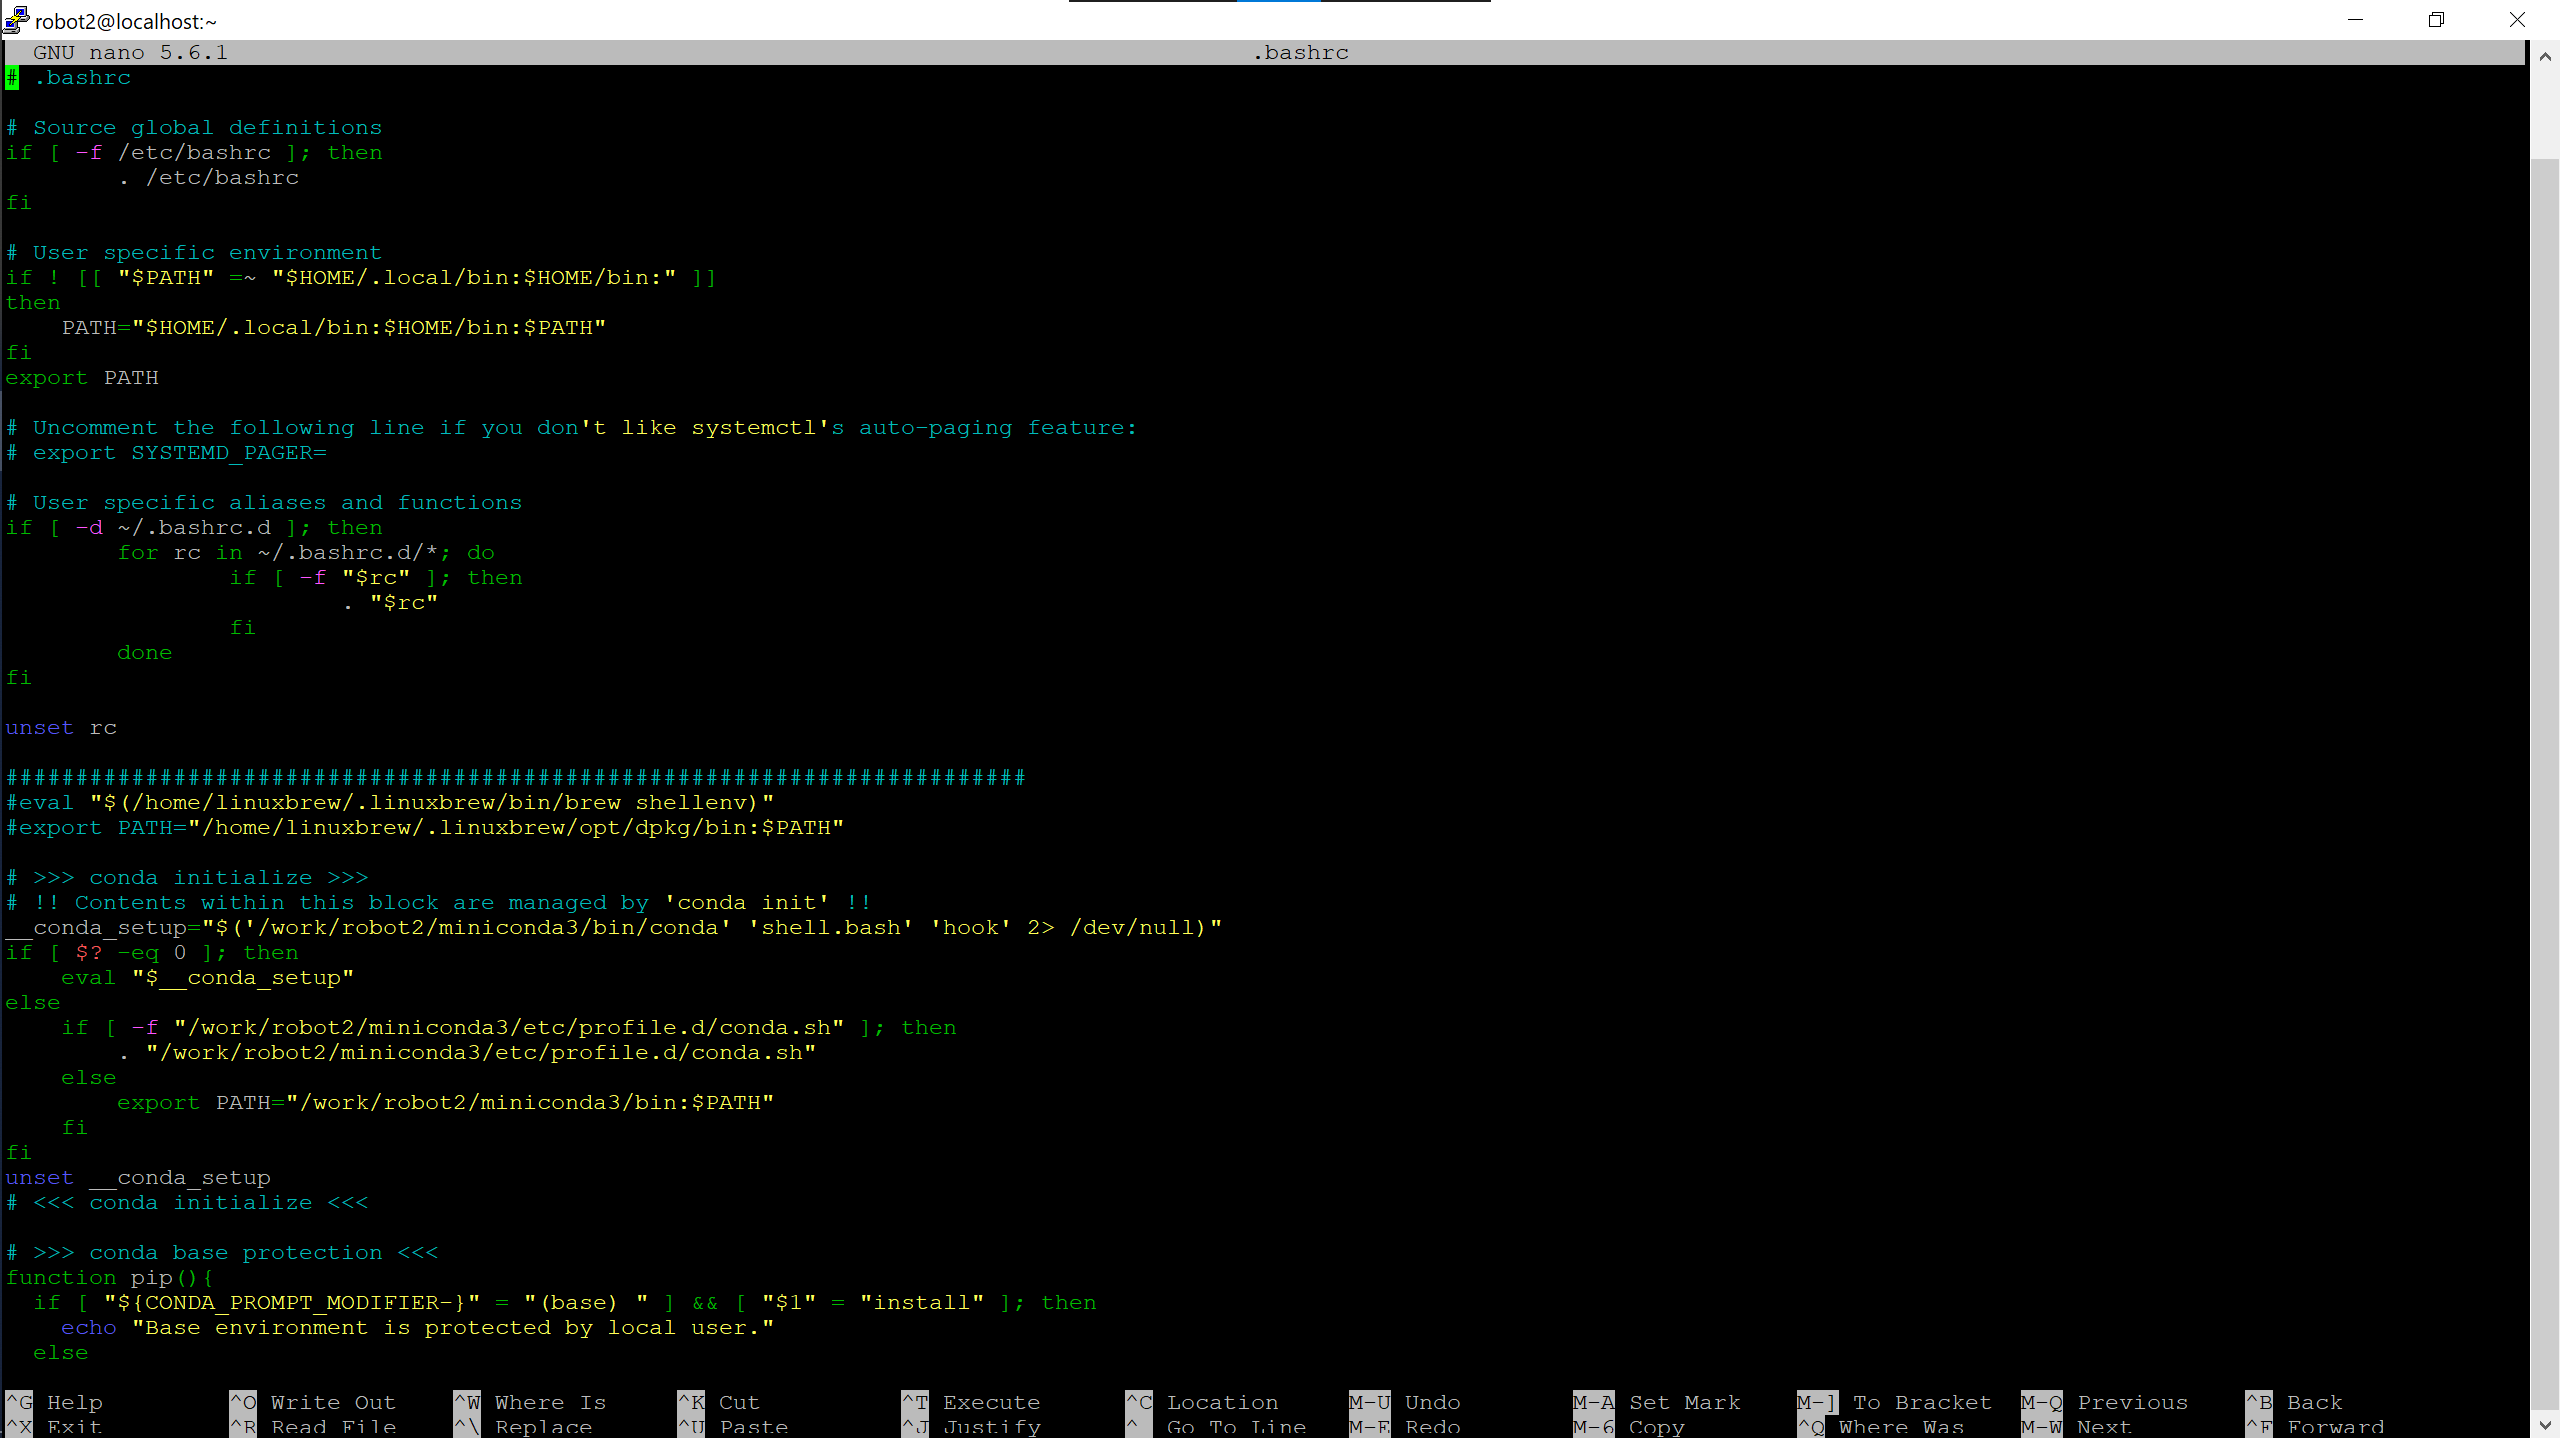 robot2@localhost:~
GNU nano 5.6.1 .bashrc
# .bashrc
# Source global definitions
if [ -f /etc/bashrc ]; then
        . /etc/bashrc
fi
# User specific environment
if ! [[ "$PATH" =~ "$HOME/.local/bin:$HOME/bin:" ]]
then
    PATH="$HOME/.local/bin:$HOME/bin:$PATH"
fi
export PATH
# Uncomment the following line if you don't like systemctl's auto-paging feature:
# export SYSTEMD_PAGER=
# User specific aliases and functions
if [ -d ~/.bashrc.d ]; then
        for rc in ~/.bashrc.d/*; do
                if [ -f "$rc" ]; then
                        . "$rc"
                fi
        done
fi
unset rc
#########################################################################
#eval "$(/home/linuxbrew/.linuxbrew/bin/brew shellenv)"
#export PATH="/home/linuxbrew/.linuxbrew/opt/dpkg/bin:$PATH"
# >>> conda initialize >>>
# !! Contents within this block are managed by 'conda init' !!
__conda_setup="$('/work/robot2/miniconda3/bin/conda' 'shell.bash' 'hook' 2> /dev/null)"
if [ $? -eq 0 ]; then
    eval "$__conda_setup"
else
    if [ -f "/work/robot2/miniconda3/etc/profile.d/conda.sh" ]; then
        . "/work/robot2/miniconda3/etc/profile.d/conda.sh"
    else
        export PATH="/work/robot2/miniconda3/bin:$PATH"
    fi
fi
unset __conda_setup
# <<< conda initialize <<<
# >>> conda base protection <<<
function pip(){
  if [ "${CONDA_PROMPT_MODIFIER-}" = "(base) " ] && [ "$1" = "install" ]; then
    echo "Base environment is protected by local user."
  else
^G Help ^O Write Out ^W Where Is ^K Cut ^T Execute ^C Location M-U Undo M-A Set Mark M-] To Bracket M-Q Previous ^B Back
^X Exit ^R Read File ^\ Replace ^U Paste ^J Justify ^_ Go To Line M-E Redo M-6 Copy ^Q Where Was M-W Next ^F Forward